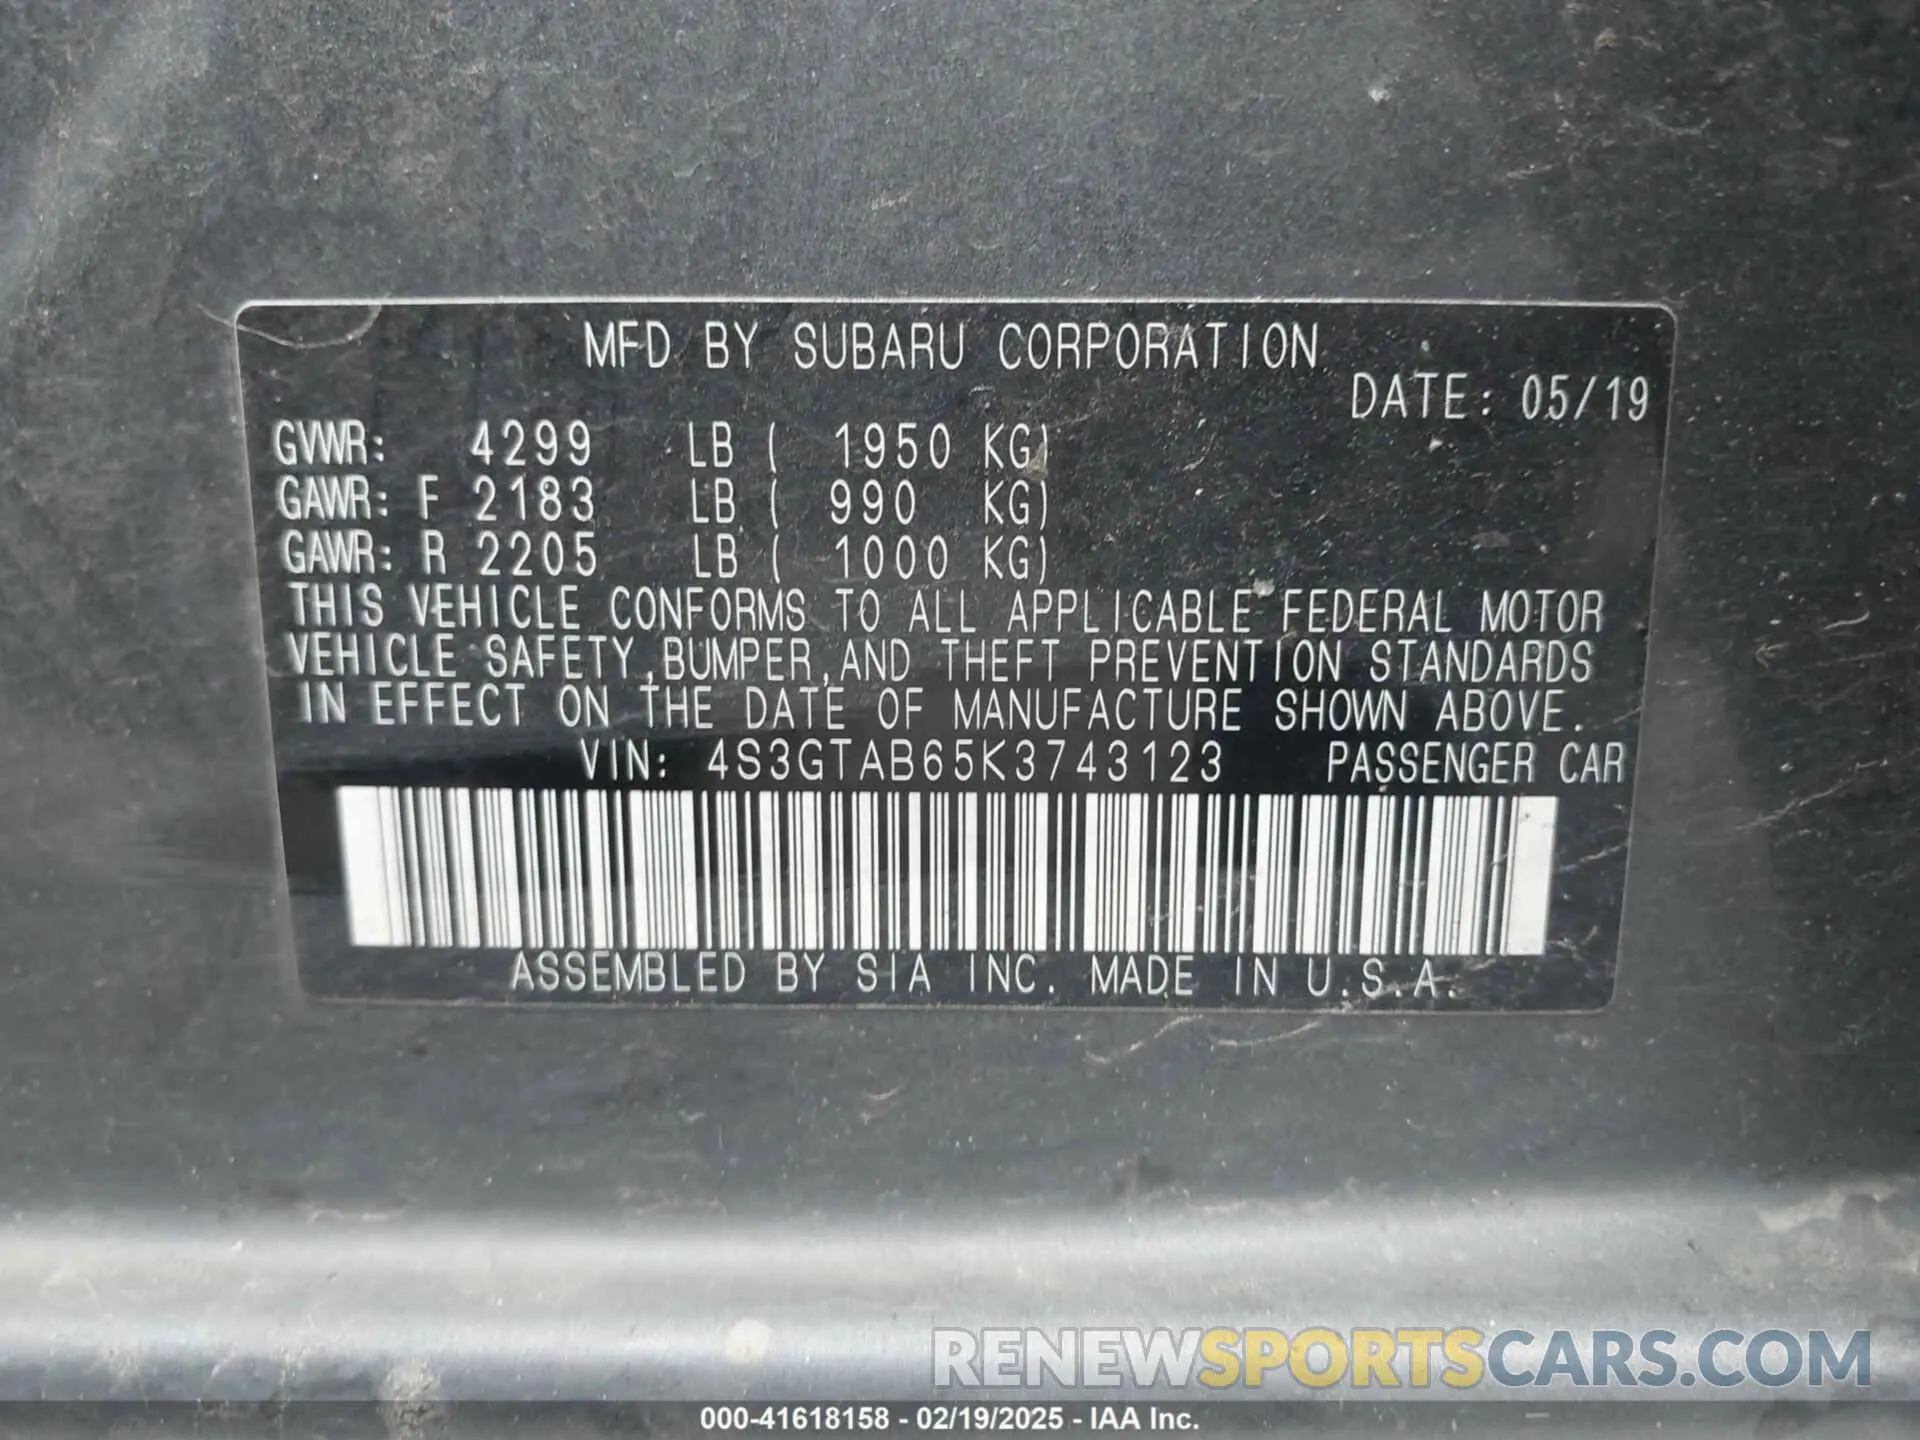 MFD BY SUBARU CORPORATION
DATE: 05/19
GVWR: 4299 LB ( 1950 KG)
GAWR: F 2183 LB ( 990 KG)
GAWR: R 2205 LB ( 1000 KG)
THIS VEHICLE CONFORMS TO ALL APPLICABLE FEDERAL MOTOR
VEHICLE SAFETY,BUMPER,AND THEFT PREVENTION STANDARDS
IN EFFECT ON THE DATE OF MANUFACTURE SHOWN ABOVE.
VIN: 4S3GTAB65K3743123 PASSENGER CAR
ASSEMBLED BY SIA INC. MADE IN U.S.A.
RENEWSPORTSCARS.COM
000-41618158 - 02/19/2025 - IAA Inc.